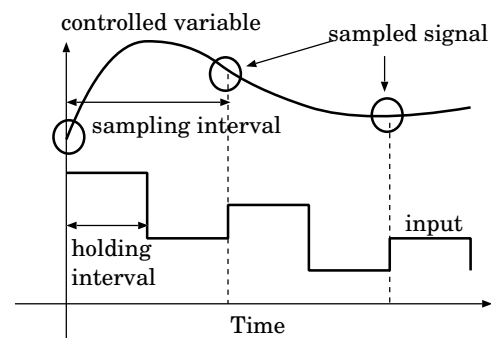 controlled variable
sampled signal
sampling interval
input
holding
interval
Time